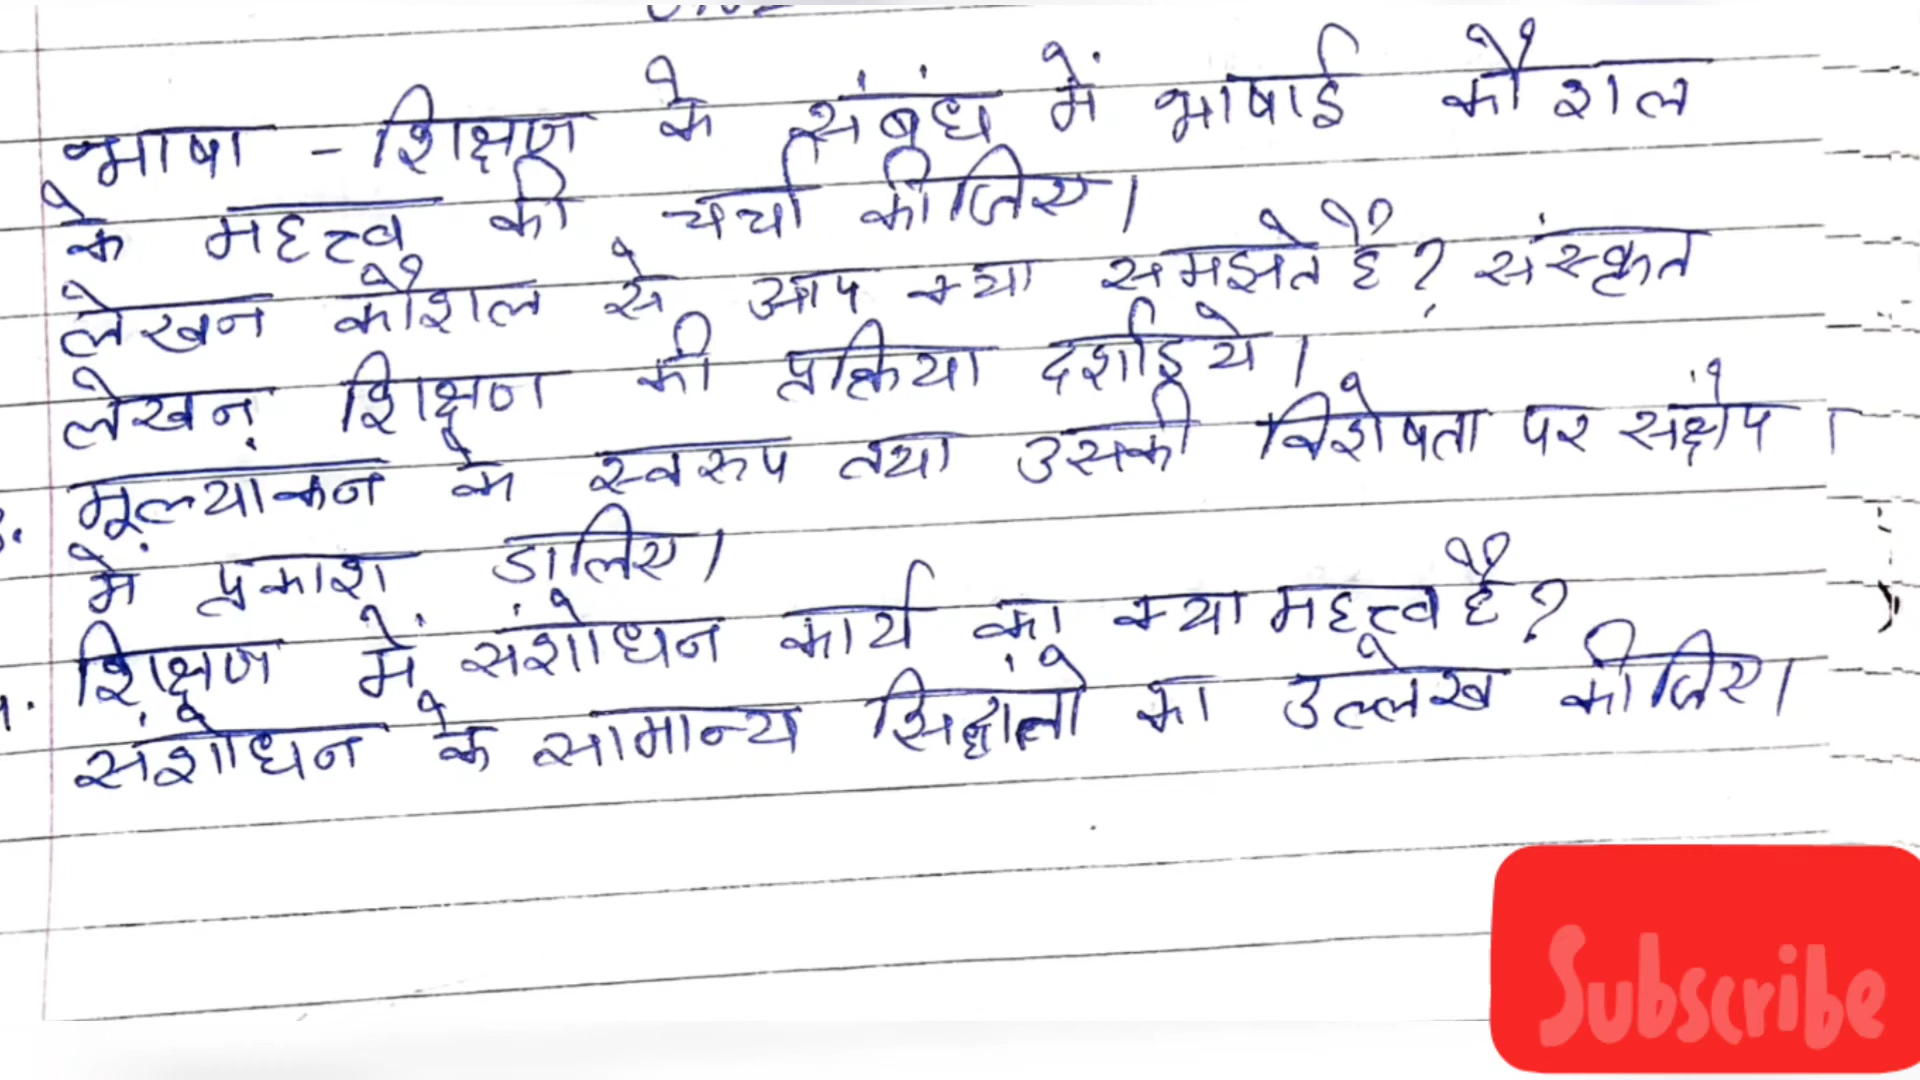 भाषा - शिक्षण के संबंध में भाषाई कौशल
के महत्त्व की चर्चा कीजिए।
लेखन कौशल से आप क्या समझते है? संस्कृत
लेखन शिक्षण की प्रक्रिया दर्शाइये।
3. मूल्याकन के स्वरुप तथा उसकी विशेषता पर संक्षेप
में प्रकाश डालिए।
शिक्षण में संशोधन कार्य का क्या महत्त्व है?
संशोधन के सामान्य सिद्धांतो का उल्लेख कीजिए।
Subscribe